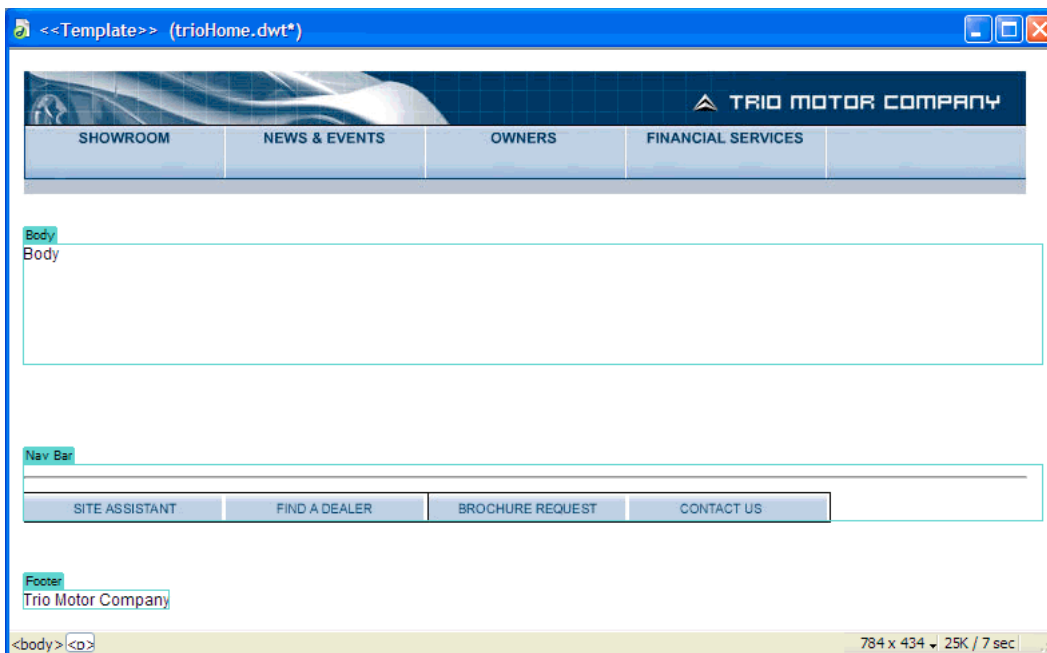 <<Template>> (trioHome.dwt*)
TRIO MOTOR COMPANY
SHOWROOM NEWS & EVENTS OWNERS FINANCIAL SERVICES
Body
Body
Nav Bar
SITE ASSISTANT FIND A DEALER BROCHURE REQUEST CONTACT US
Footer
Trio Motor Company
<body> <p> 784 x 434 25K / 7 sec